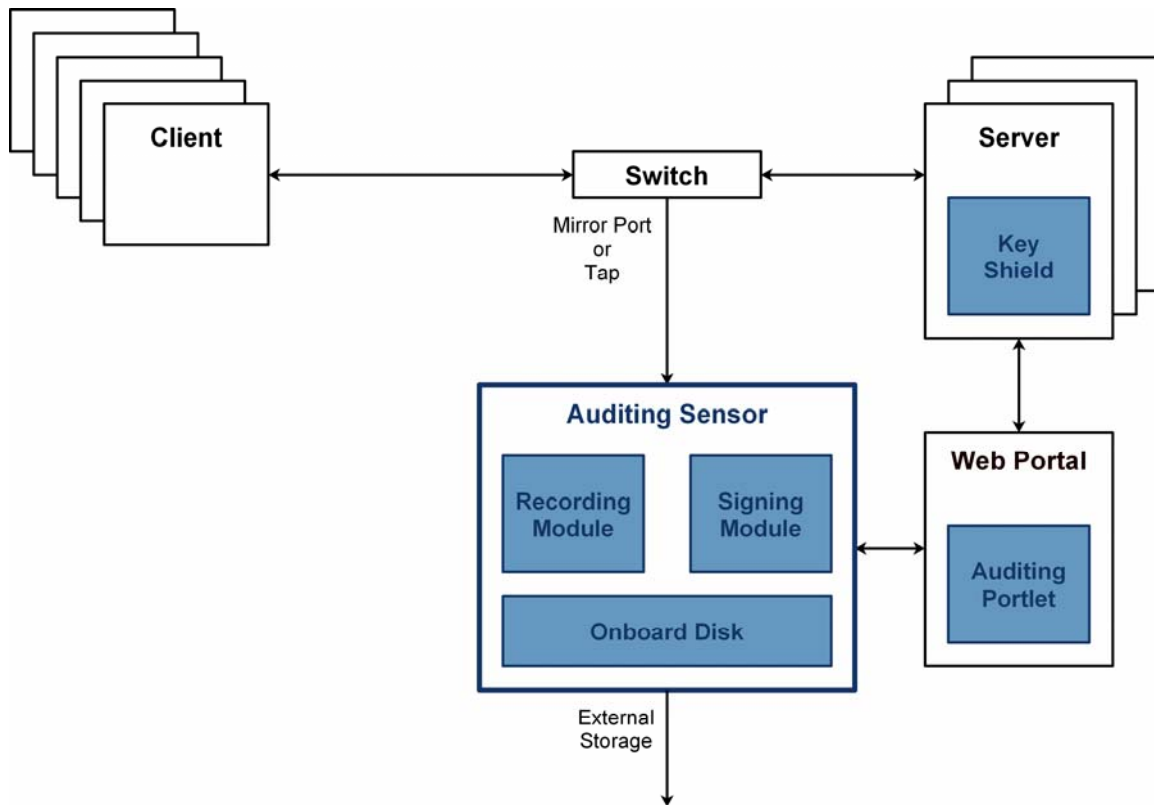 Client
Switch
Server
Mirror Port
or
Tap
Key
Shield
Auditing Sensor
Recording
Module
Signing
Module
Onboard Disk
Web Portal
Auditing
Portlet
External
Storage